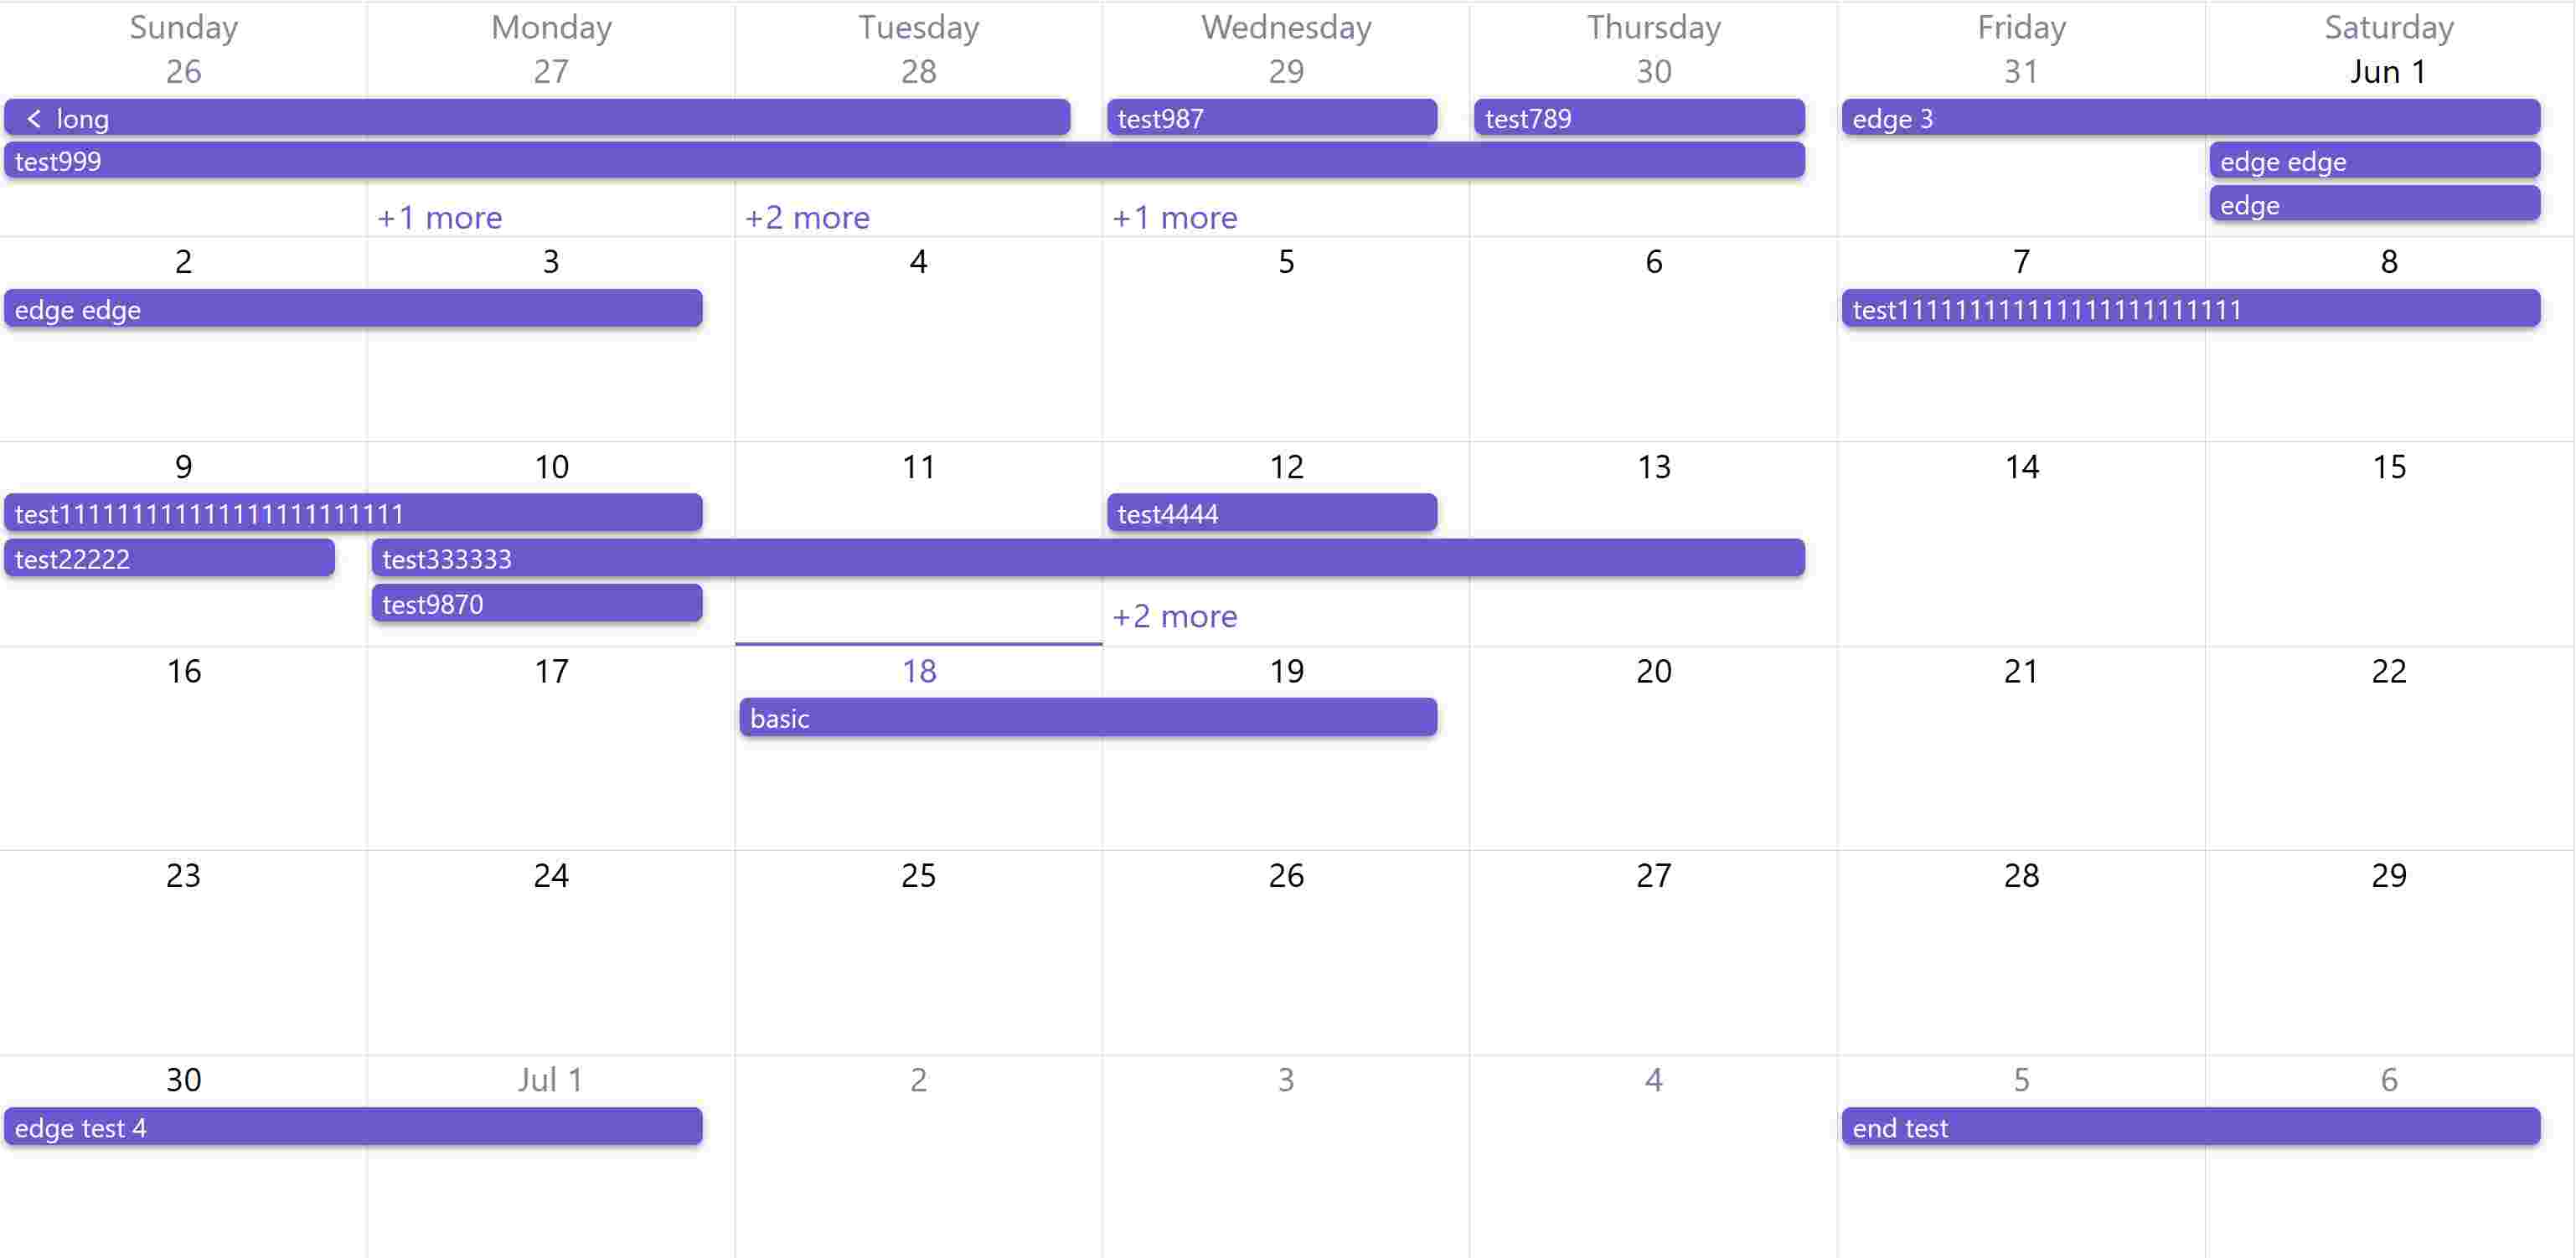 Sunday Monday Tuesday Wednesday Thursday Friday Saturday
26 27 28 29 30 31 Jun 1
< long test987 test789 edge 3
test999 edge edge
edge
+1 more +2 more +1 more
2 3 4 5 6 7 8
edge edge test111111111111111111111111
9 10 11 12 13 14 15
test111111111111111111111111 test4444
test22222 test333333
test9870
+2 more
16 17 18 19 20 21 22
basic
23 24 25 26 27 28 29
30 Jul 1 2 3 4 5 6
edge test 4 end test